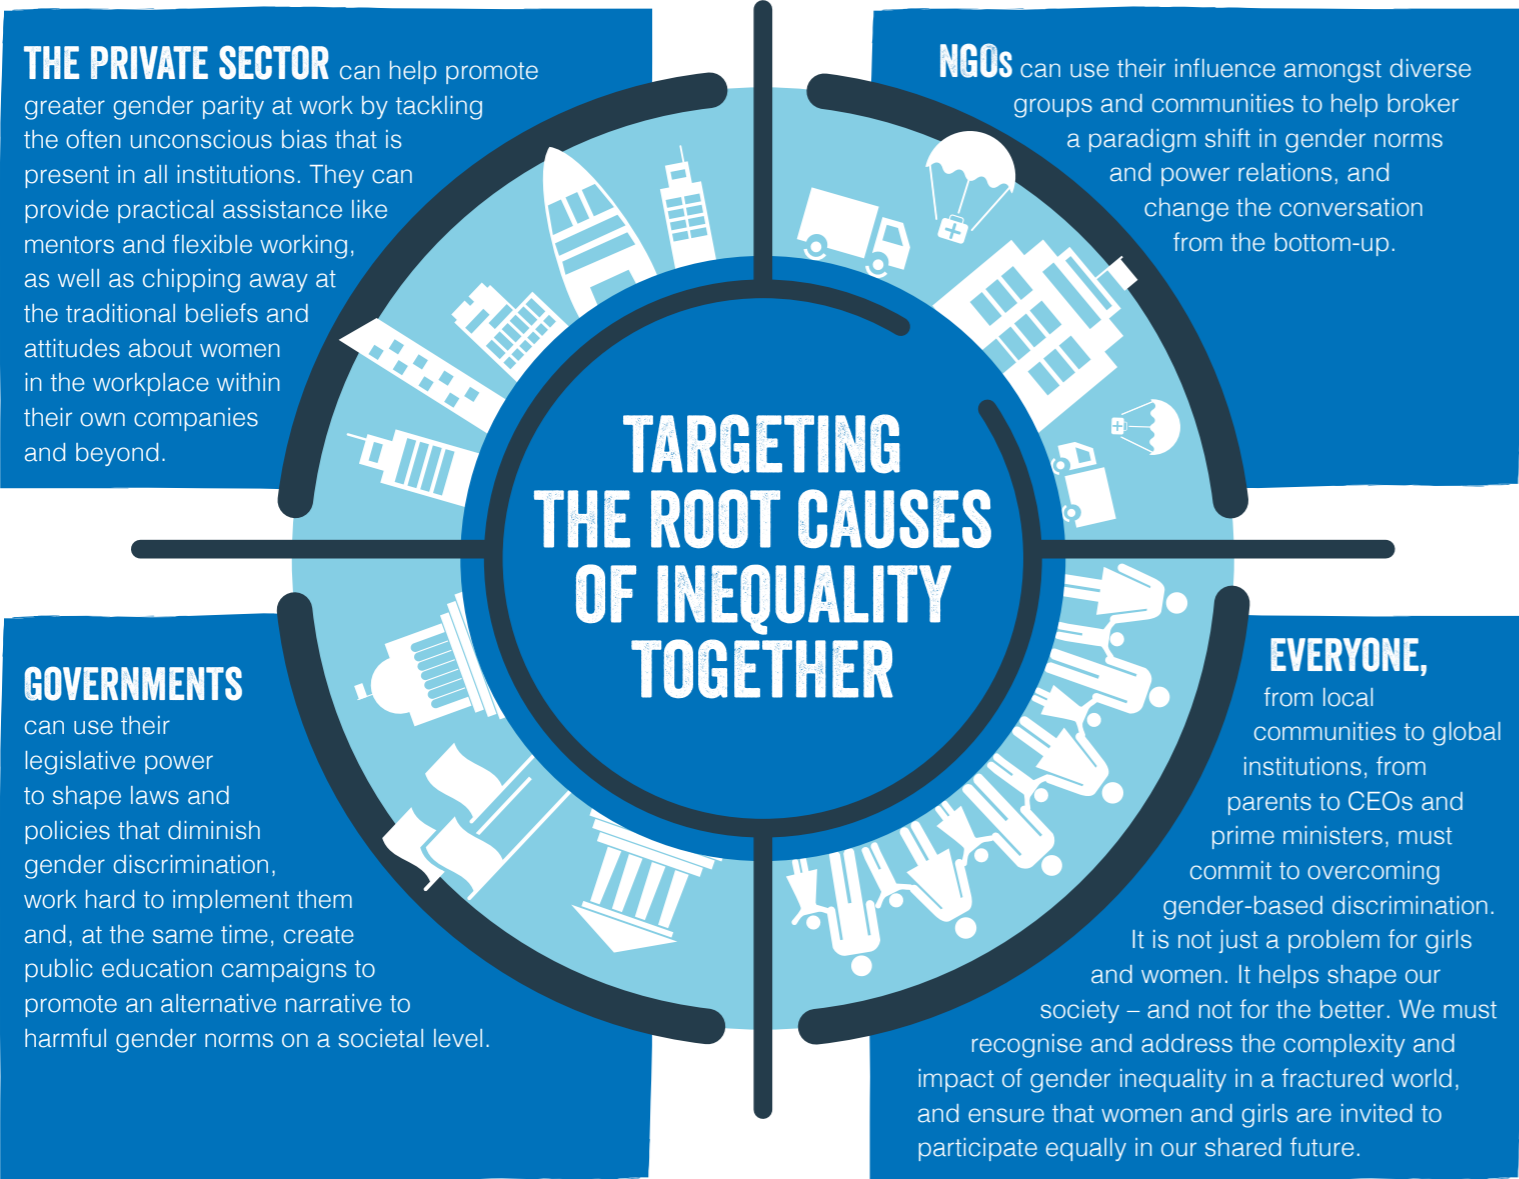 THE PRIVATE SECTOR can help promote
greater gender parity at work by tackling
the often unconscious bias that is
present in all institutions. They can
provide practical assistance like
mentors and flexible working,
as well as chipping away at
the traditional beliefs and
attitudes about women
in the workplace within
their own companies
and beyond.
NGOs can use their influence amongst diverse
groups and communities to help broker
a paradigm shift in gender norms
and power relations, and
change the conversation
from the bottom-up.
TARGETING
THE ROOT CAUSES
OF INEQUALITY
TOGETHER
GOVERNMENTS
can use their
legislative power
to shape laws and
policies that diminish
gender discrimination,
work hard to implement them
and, at the same time, create
public education campaigns to
promote an alternative narrative to
harmful gender norms on a societal level.
EVERYONE,
from local
communities to global
institutions, from
parents to CEOs and
prime ministers, must
commit to overcoming
gender-based discrimination.
It is not just a problem for girls
and women. It helps shape our
society – and not for the better. We must
recognise and address the complexity and
impact of gender inequality in a fractured world,
and ensure that women and girls are invited to
participate equally in our shared future.